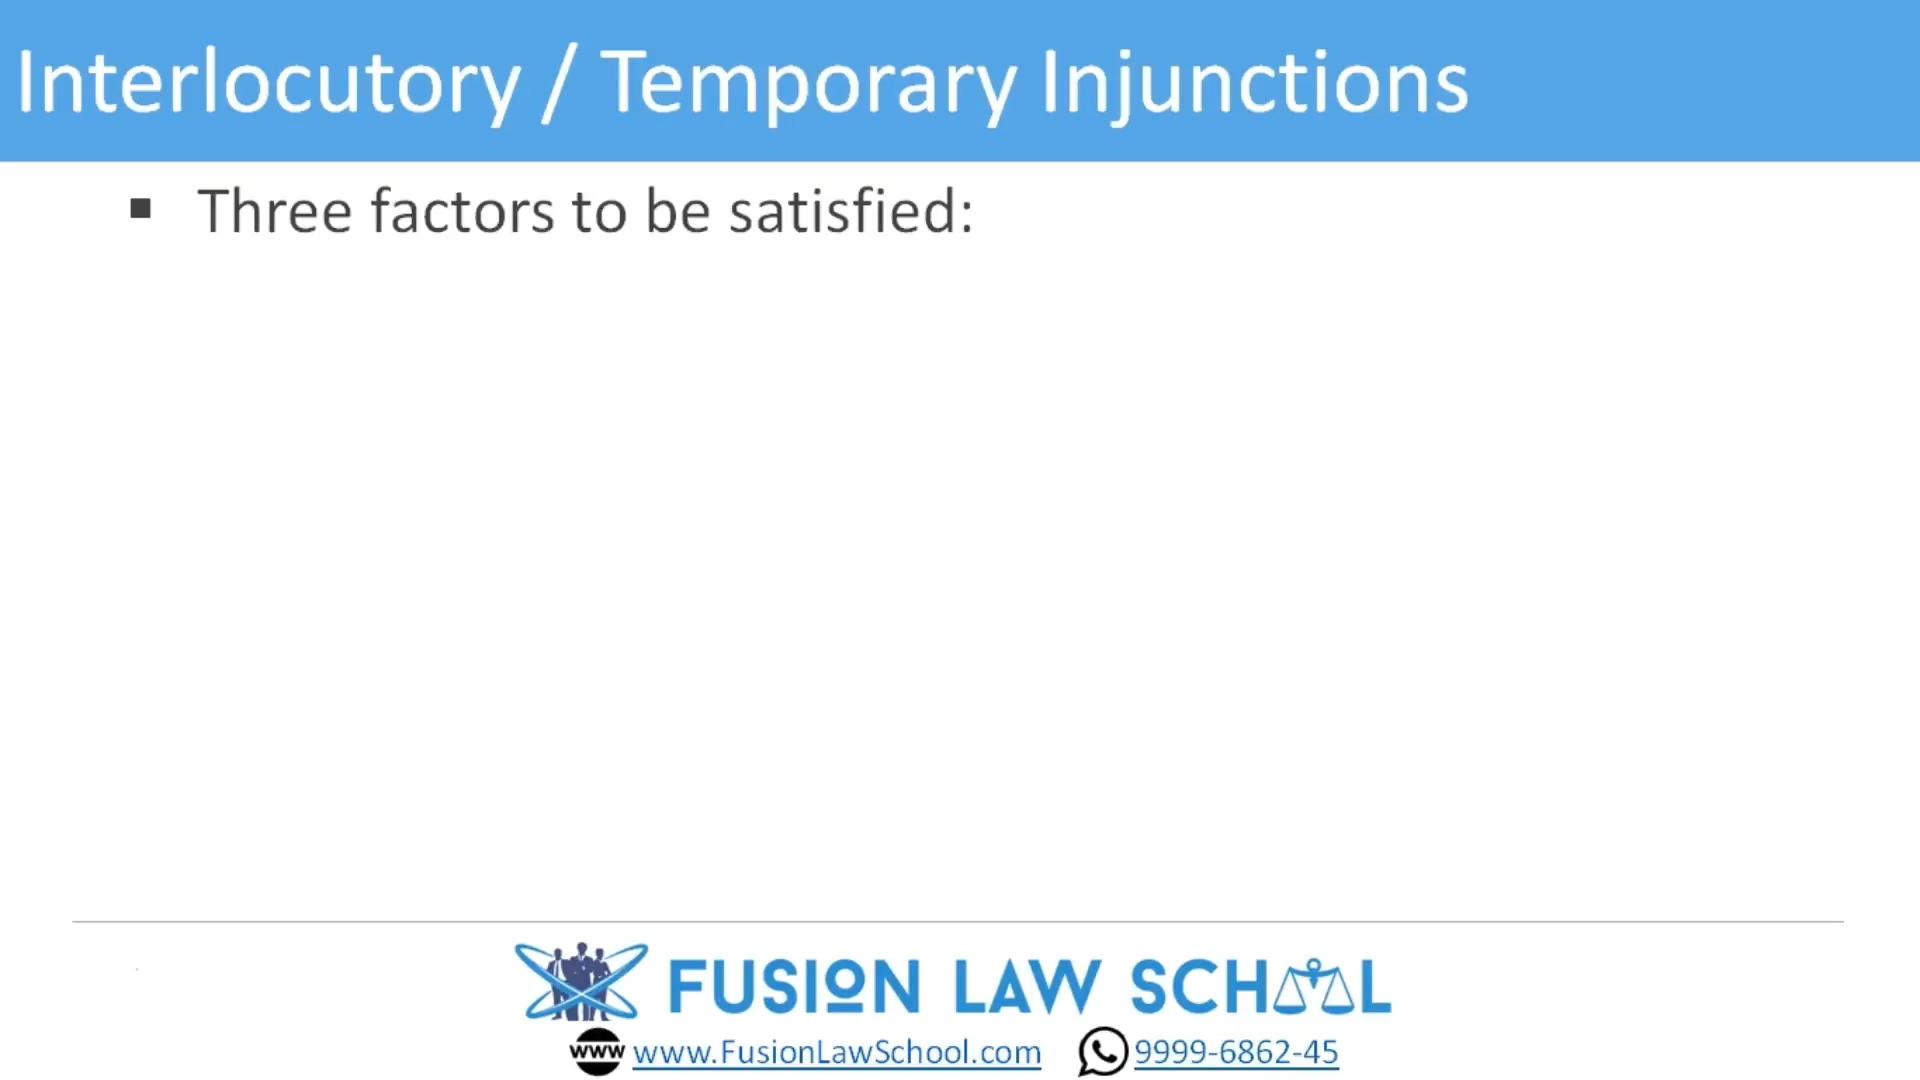 Interlocutory / Temporary Injunctions
▪ Three factors to be satisfied:
FUSION LAW SCHOOL
www www.FusionLawSchool.com 9999-6862-45